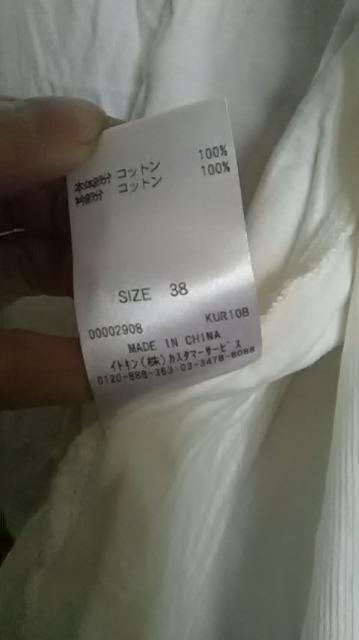 本体部分 コットン 100%
衿部分 コットン 100%
SIZE 38
00002908 KUR108
MADE IN CHINA
イトキン(株)カスタマーサービス
0120-888-363.03-3478-8088